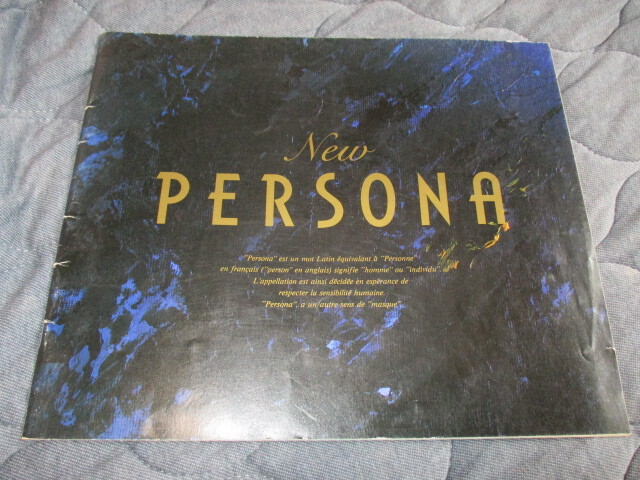 New
PERSONA
"Persona" est un mot Latin équivalant à "Personne"
en français ("person" en anglais) signifie "homme" ou "individu".
L'appellation est ainsi décidée en espérance de
respecter la sensibilité humaine.
"Persona", a un autre sens de "masque".